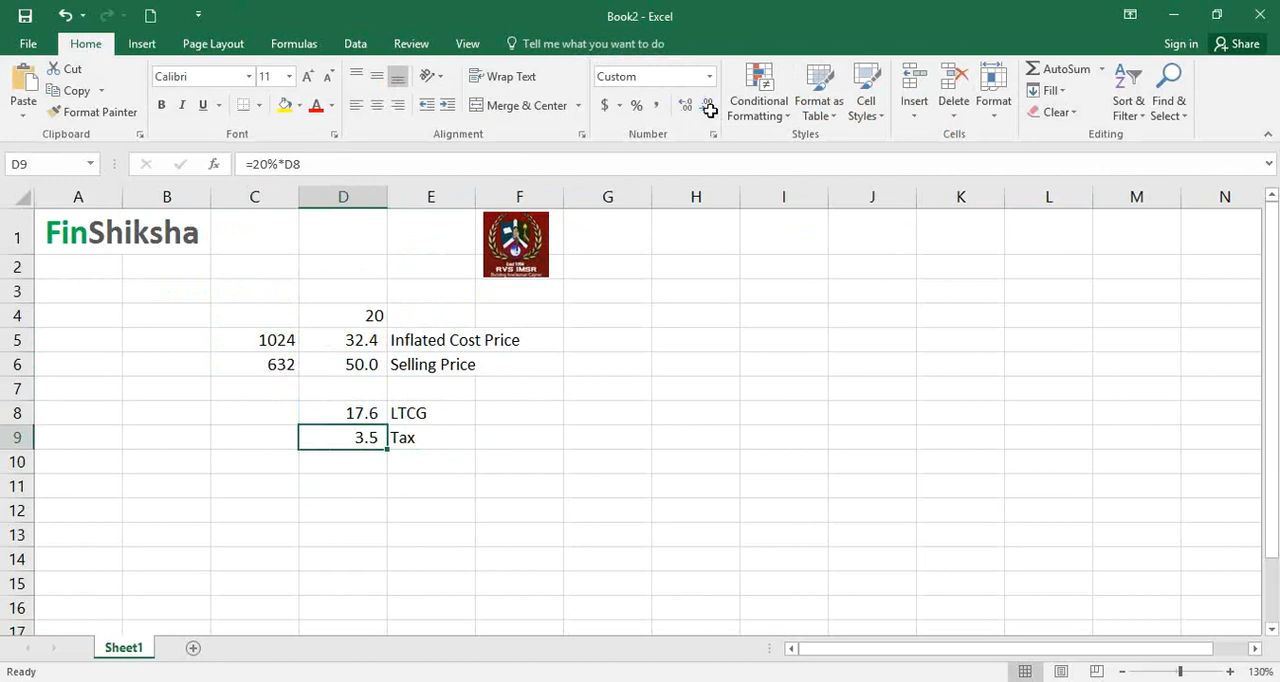 Book2 - Excel
File Home Insert Page Layout Formulas Data Review View Tell me what you want to do Sign in Share
Cut
Copy
Format Painter
Paste
Calibri 11
Wrap Text
Merge & Center
Custom
Conditional Formatting
Format as Table
Cell Styles
Insert
Delete
Format
AutoSum
Fill
Clear
Sort & Filter
Find & Select
Clipboard Font Alignment Number Styles Cells Editing
D9 =20%*D8
A B C D E F G H I J K L M N
1 FinShiksha
RVS IMSR
2
3
4 20
5 1024 32.4 Inflated Cost Price
6 632 50.0 Selling Price
7
8 17.6 LTCG
9 3.5 Tax
10
11
12
13
14
15
16
17
Sheet1
Ready 130%